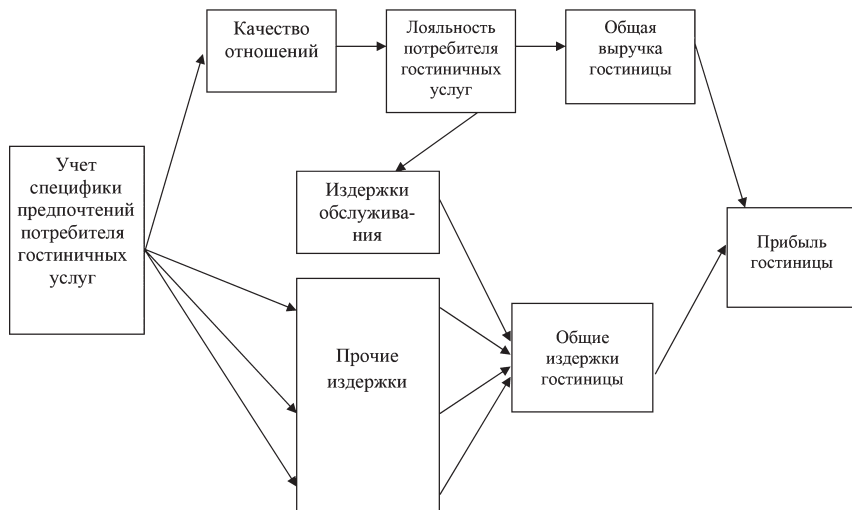 Качество
отношений
Лояльность
потребителя
гостиничных
услуг
Общая
выручка
гостиницы
Учет
специфики
предпочтений
потребителя
гостиничных
услуг
Издержки
обслужива-
ния
Прибыль
гостиницы
Прочие
издержки
Общие
издержки
гостиницы